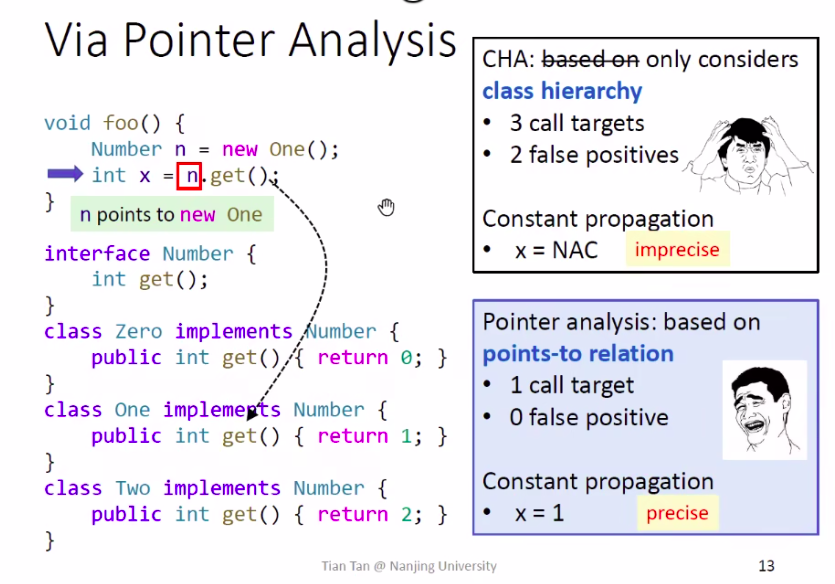 Via Pointer Analysis
void foo() {
    Number n = new One();
    int x = n.get();
}
n points to new One
interface Number {
    int get();
}
class Zero implements Number {
    public int get() { return 0; }
}
class One implements Number {
    public int get() { return 1; }
}
class Two implements Number {
    public int get() { return 2; }
}
CHA: based on only considers
class hierarchy
• 3 call targets
• 2 false positives
Constant propagation
• x = NAC imprecise
Pointer analysis: based on
points-to relation
• 1 call target
• 0 false positive
Constant propagation
• x = 1 precise
Tian Tan @ Nanjing University
13